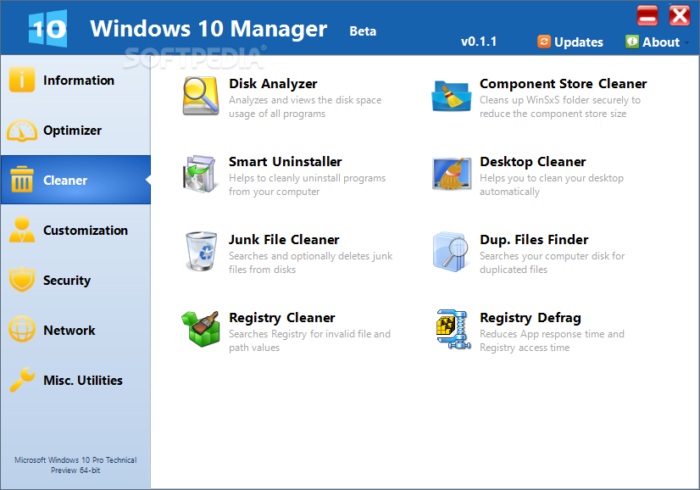 10
Windows 10 Manager
Beta
v0.1.1
Updates
About
SOFTPEDIA
Information
Optimizer
Cleaner
Customization
Security
Network
Misc. Utilities
Microsoft Windows 10 Pro Technical
Preview 64-bit
Disk Analyzer
Analyzes and views the disk space
usage of all programs
Component Store Cleaner
Cleans up WinSxS folder securely to
reduce the component store size
Smart Uninstaller
Helps to cleanly uninstall programs
from your computer
Desktop Cleaner
Helps you to clean your desktop
automatically
Junk File Cleaner
Searches and optionally deletes junk
files from disks
Dup. Files Finder
Searches your computer disk for
duplicated files
Registry Cleaner
Searches Registry for invalid file and
path values
Registry Defrag
Reduces App response time and
Registry access time